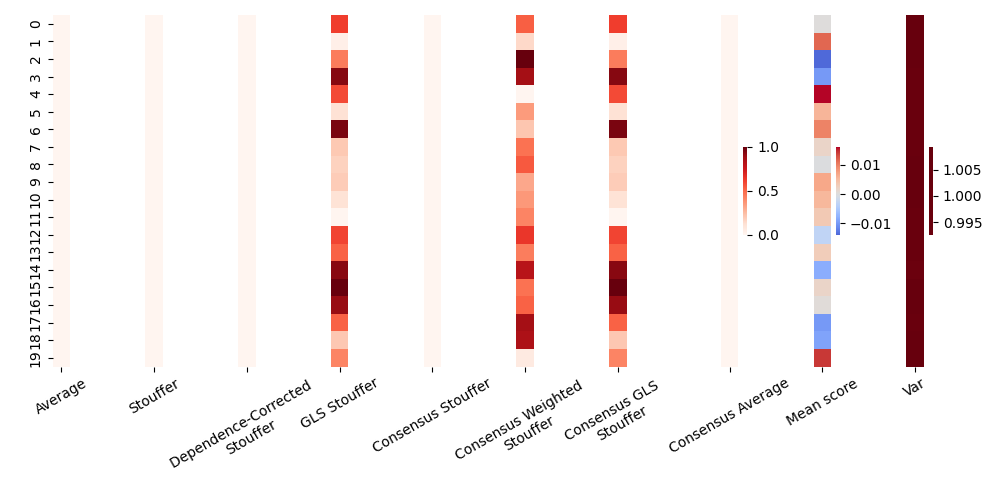 0
1
2
3
4
5
6
7
8
9
10
11
12
13
14
15
16
17
18
19
1.0
0.5
0.0
0.01
0.00
−0.01
1.005
1.000
0.995
Average
Stouffer
Dependence-Corrected
Stouffer
GLS Stouffer
Consensus Stouffer
Consensus Weighted
Stouffer
Consensus GLS
Stouffer
Consensus Average
Mean score
Var